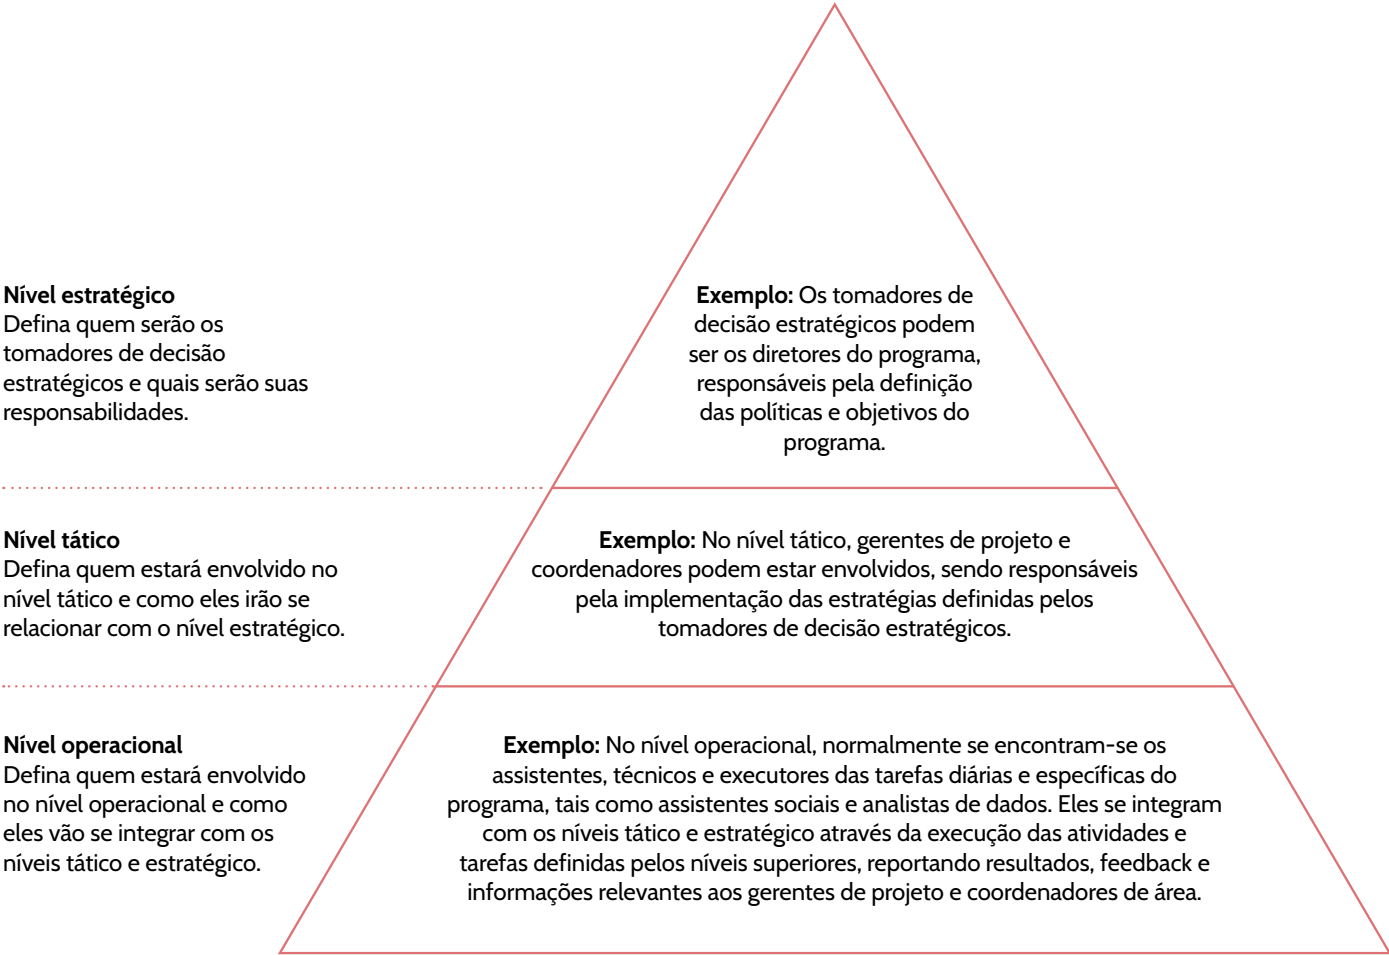 Nível estratégico
Defina quem serão os
tomadores de decisão
estratégicos e quais serão suas
responsabilidades.
Exemplo: Os tomadores de
decisão estratégicos podem
ser os diretores do programa,
responsáveis pela definição
das políticas e objetivos do
programa.
Nível tático
Defina quem estará envolvido no
nível tático e como eles irão se
relacionar com o nível estratégico.
Exemplo: No nível tático, gerentes de projeto e
coordenadores podem estar envolvidos, sendo responsáveis
pela implementação das estratégias definidas pelos
tomadores de decisão estratégicos.
Nível operacional
Defina quem estará envolvido
no nível operacional e como
eles vão se integrar com os
níveis tático e estratégico.
Exemplo: No nível operacional, normalmente se encontram-se os
assistentes, técnicos e executores das tarefas diárias e específicas do
programa, tais como assistentes sociais e analistas de dados. Eles se integram
com os níveis tático e estratégico através da execução das atividades e
tarefas definidas pelos níveis superiores, reportando resultados, feedback e
informações relevantes aos gerentes de projeto e coordenadores de área.